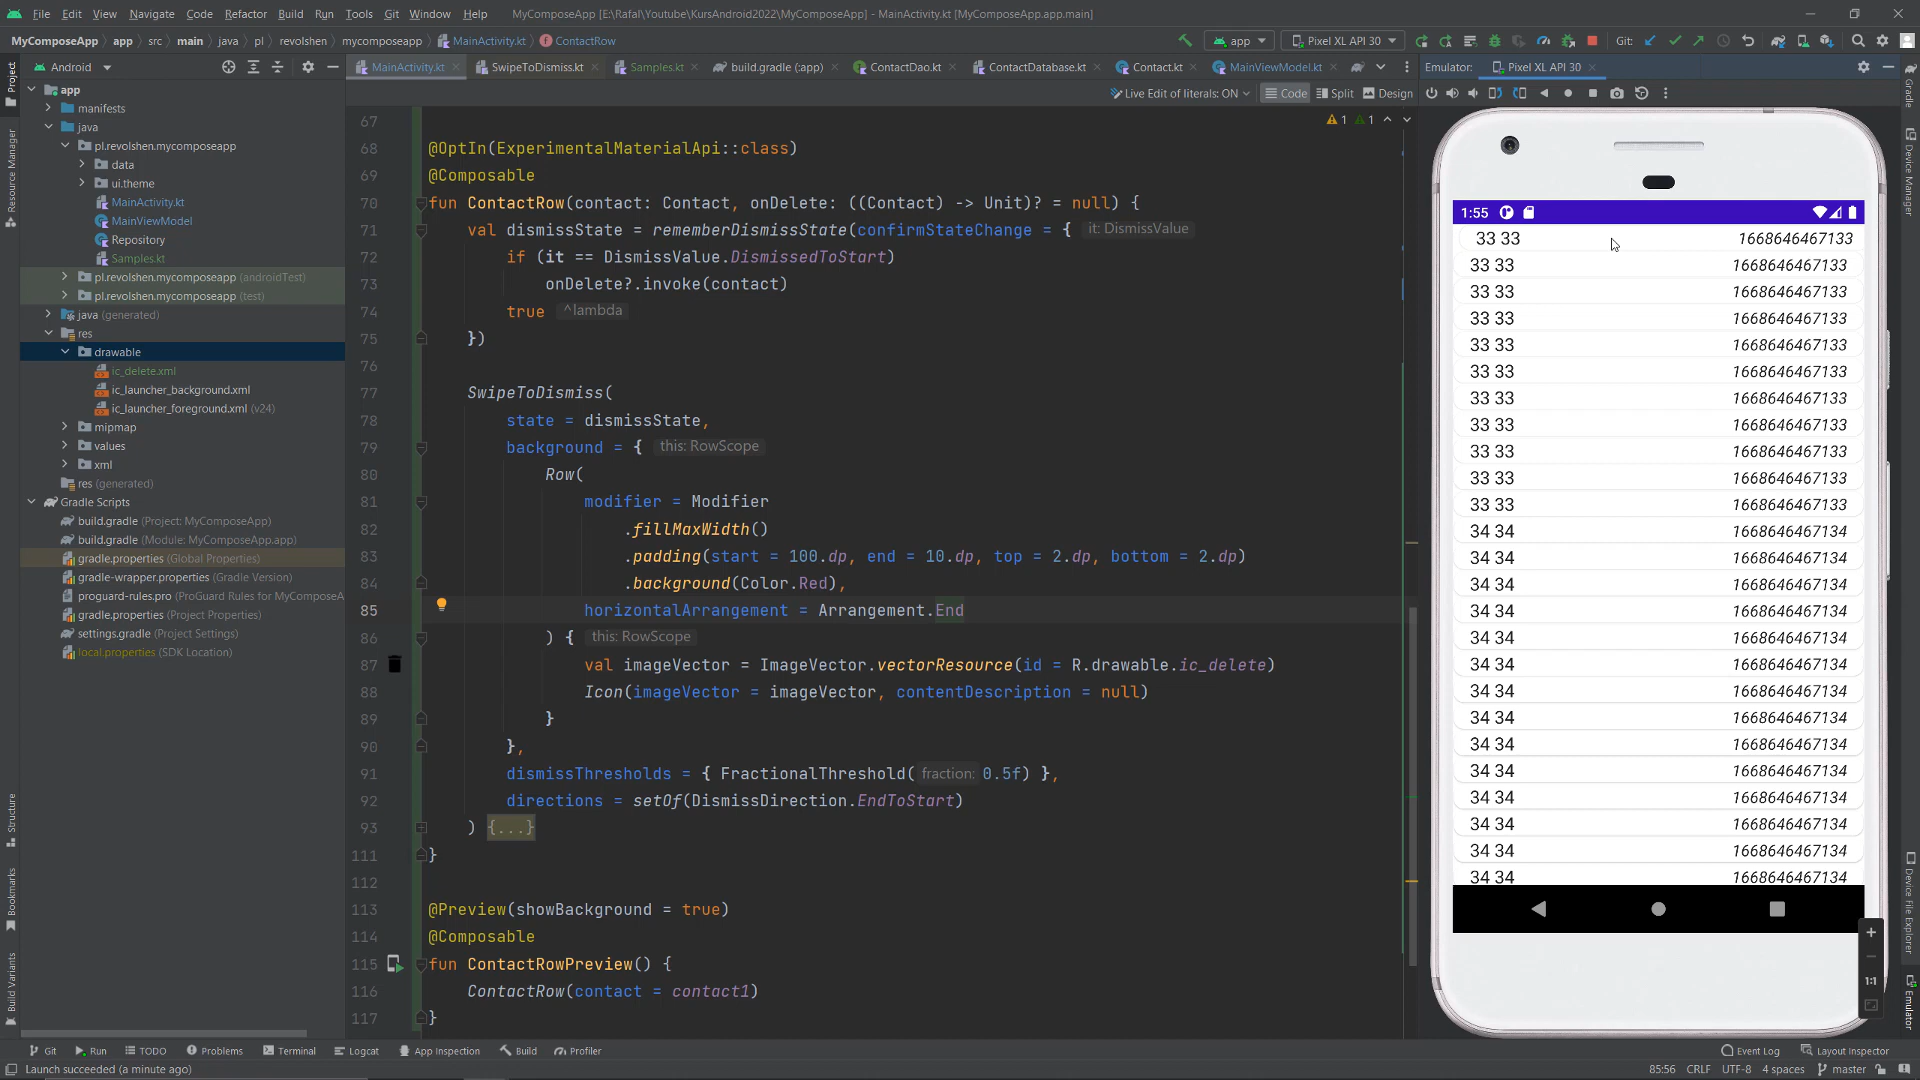 File Edit View Navigate Code Refactor Build Run Tools Git Window Help MyComposeApp [E:\Rafal\Youtube\KursAndroid2022\MyComposeApp] - MainActivity.kt [MyComposeApp.app.main]
MyComposeApp app src main java pl revolshen mycomposeapp MainActivity.kt ContactRow app Pixel XL API 30 Git:
Android MainActivity.kt SwipeToDismiss.kt Samples.kt build.gradle (:app) ContactDao.kt ContactDatabase.kt Contact.kt MainViewModel.kt Emulator: Pixel XL API 30
Live Edit of literals: ON Code Split Design
Project
Resource Manager
Structure
Bookmarks
Build Variants
app
manifests
java
pl.revolshen.mycomposeapp
data
ui.theme
MainActivity.kt
MainViewModel
Repository
Samples.kt
pl.revolshen.mycomposeapp (androidTest)
pl.revolshen.mycomposeapp (test)
java (generated)
res
drawable
ic_delete.xml
ic_launcher_background.xml
ic_launcher_foreground.xml (v24)
mipmap
values
xml
res (generated)
Gradle Scripts
build.gradle (Project: MyComposeApp)
build.gradle (Module: MyComposeApp.app)
gradle.properties (Global Properties)
gradle-wrapper.properties (Gradle Version)
proguard-rules.pro (ProGuard Rules for MyComposeA
gradle.properties (Project Properties)
settings.gradle (Project Settings)
local.properties (SDK Location)
1 1
67
68 @OptIn(ExperimentalMaterialApi::class)
69 @Composable
70 fun ContactRow(contact: Contact, onDelete: ((Contact) -> Unit)? = null) {
71 val dismissState = rememberDismissState(confirmStateChange = { it: DismissValue
72 if (it == DismissValue.DismissedToStart)
73 onDelete?.invoke(contact)
74 true ^lambda
75 })
76
77 SwipeToDismiss(
78 state = dismissState,
79 background = { this: RowScope
80 Row(
81 modifier = Modifier
82 .fillMaxWidth()
83 .padding(start = 100.dp, end = 10.dp, top = 2.dp, bottom = 2.dp)
84 .background(Color.Red),
85 horizontalArrangement = Arrangement.End
86 ) { this: RowScope
87 val imageVector = ImageVector.vectorResource(id = R.drawable.ic_delete)
88 Icon(imageVector = imageVector, contentDescription = null)
89 }
90 },
91 dismissThresholds = { FractionalThreshold( fraction: 0.5f) },
92 directions = setOf(DismissDirection.EndToStart)
93 ) {...}
111 }
112
113 @Preview(showBackground = true)
114 @Composable
115 fun ContactRowPreview() {
116 ContactRow(contact = contact1)
117 }
1:55
33 33 1668646467133
33 33 1668646467133
33 33 1668646467133
33 33 1668646467133
33 33 1668646467133
33 33 1668646467133
33 33 1668646467133
33 33 1668646467133
33 33 1668646467133
33 33 1668646467133
33 33 1668646467133
34 34 1668646467134
34 34 1668646467134
34 34 1668646467134
34 34 1668646467134
34 34 1668646467134
34 34 1668646467134
34 34 1668646467134
34 34 1668646467134
34 34 1668646467134
34 34 1668646467134
34 34 1668646467134
34 34 1668646467134
34 34 1668646467134
34 34 1668646467134
1:1
Gradle
Device Manager
Device File Explorer
Emulator
Git Run TODO Problems Terminal Logcat App Inspection Build Profiler Event Log Layout Inspector
Launch succeeded (a minute ago) 85:56 CRLF UTF-8 4 spaces master